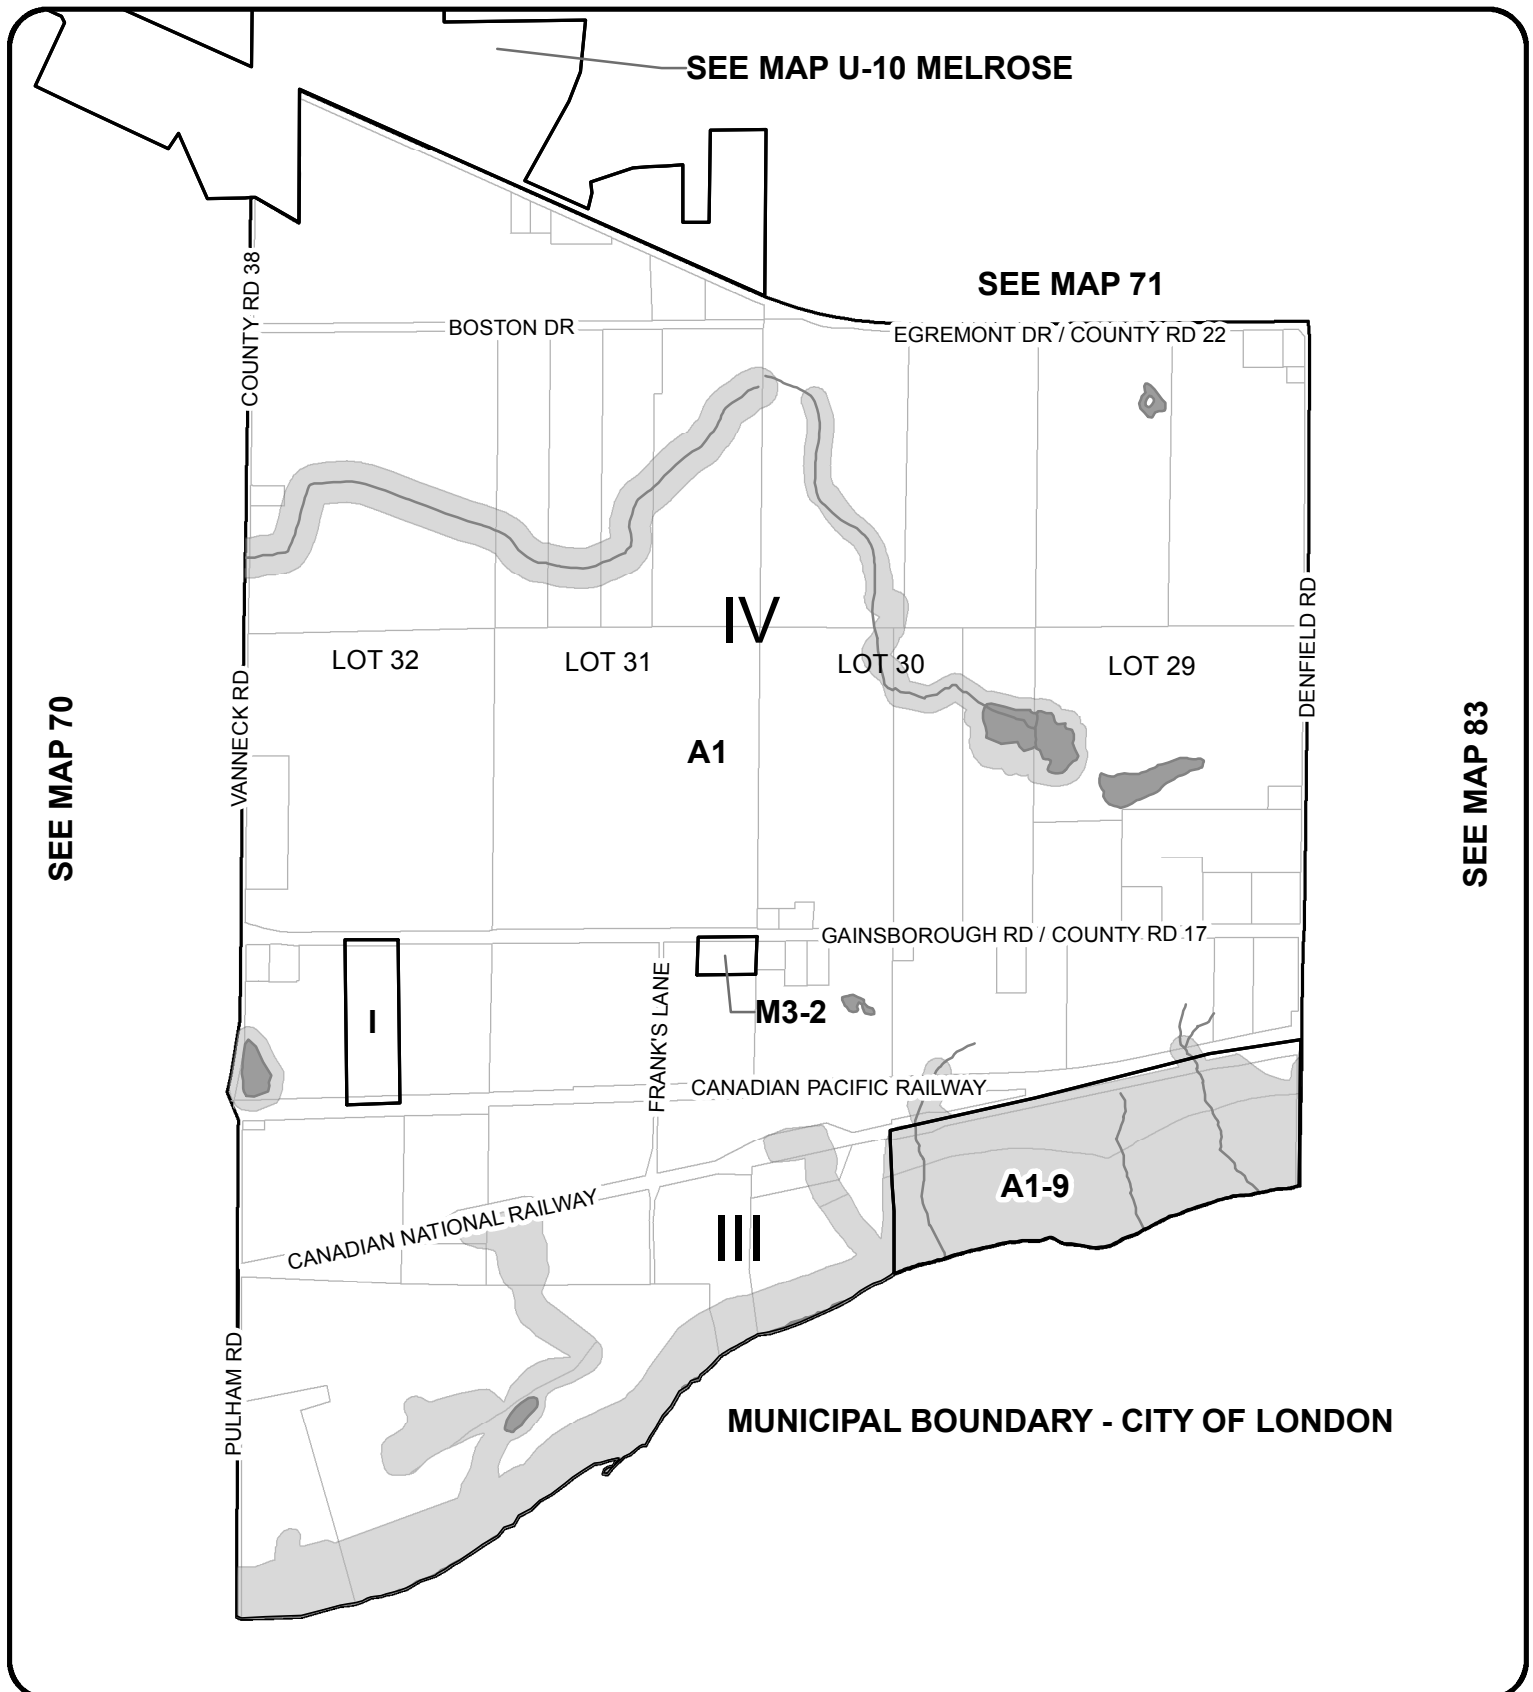 SEE MAP U-10 MELROSE
SEE MAP 71
COUNTY RD 38
BOSTON DR
EGREMONT DR / COUNTY RD 22
IV
LOT 32
LOT 31
LOT 30
LOT 29
DENFIELD RD
VANNECK RD
SEE MAP 70
A1
SEE MAP 83
GAINSBOROUGH RD / COUNTY RD 17
I
FRANK'S LANE
M3-2
CANADIAN PACIFIC RAILWAY
A1-9
CANADIAN NATIONAL RAILWAY
III
PULHAM RD
MUNICIPAL BOUNDARY - CITY OF LONDON